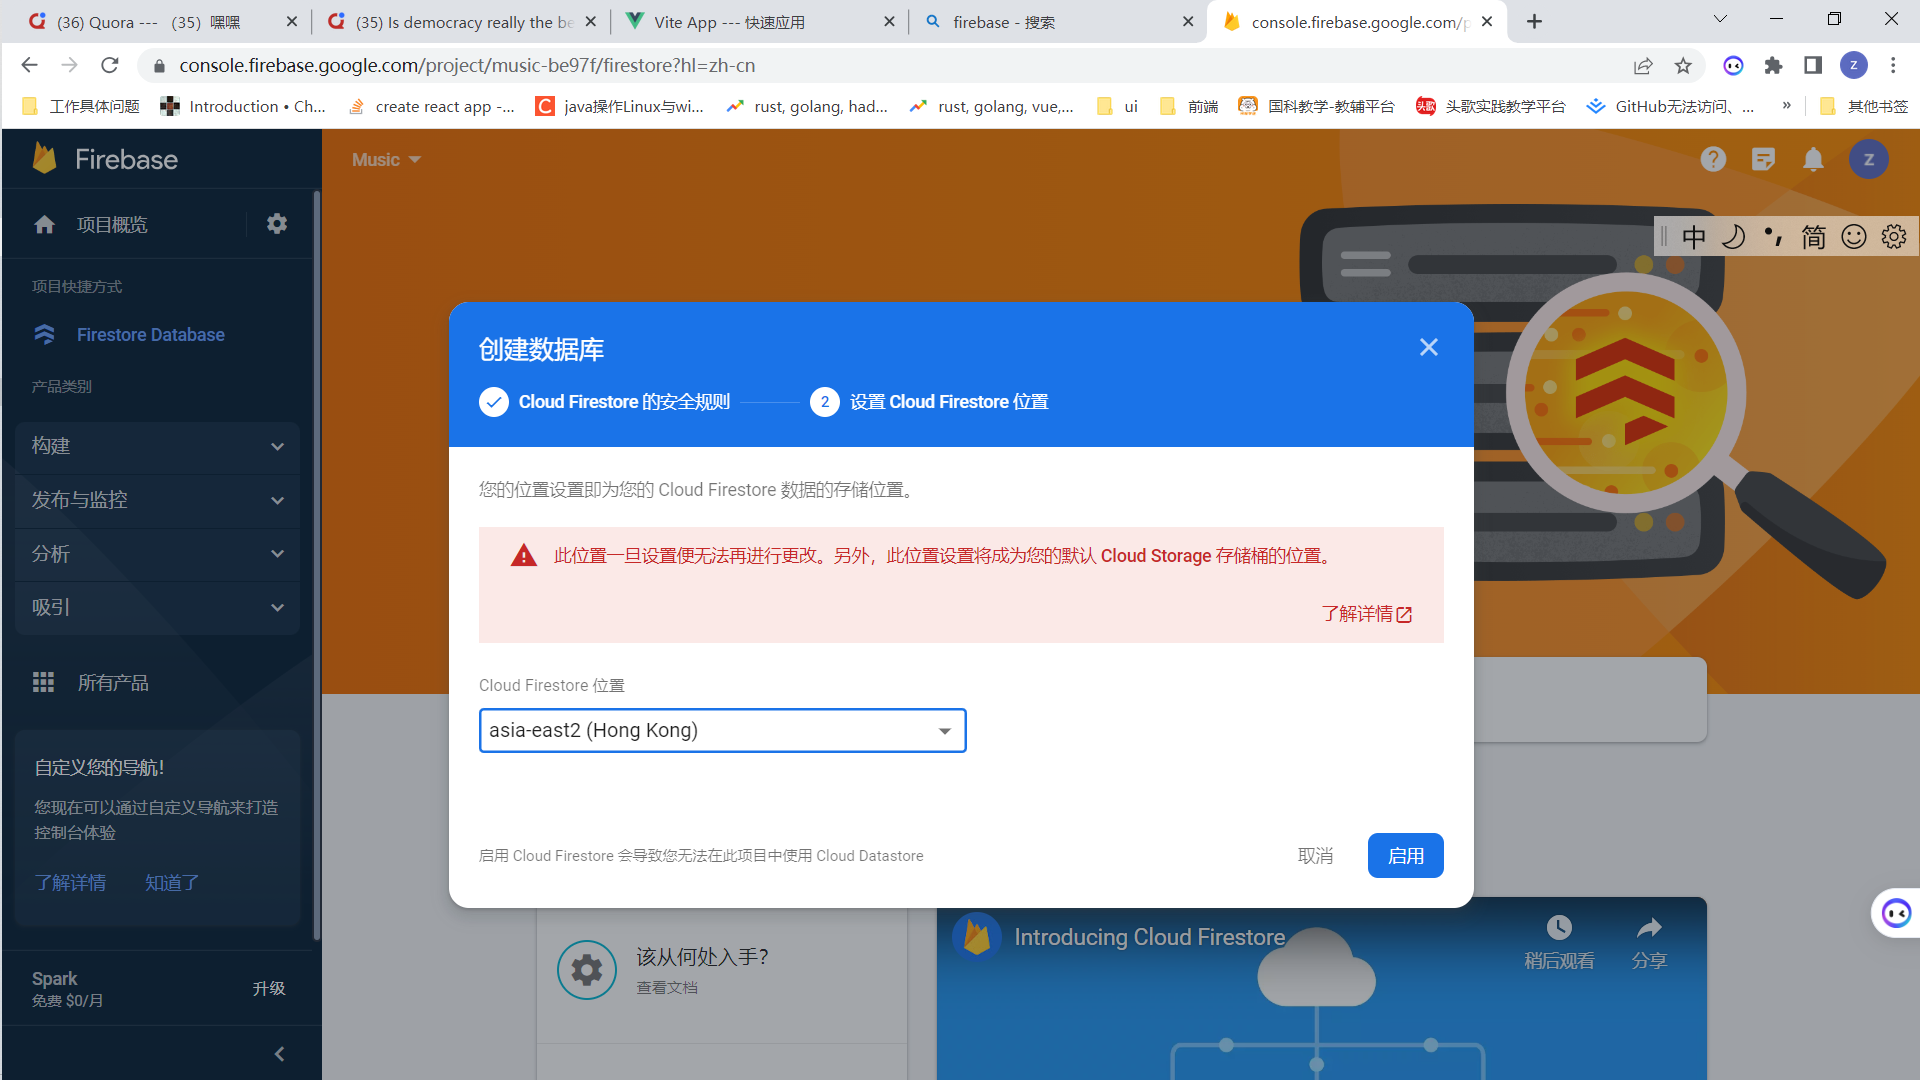 (36) Quora --- （35）嘿嘿
(35) Is democracy really the be
Vite App --- 快速应用
firebase - 搜索
console.firebase.google.com/p
console.firebase.google.com/project/music-be97f/firestore?hl=zh-cn
z
工作具体问题
Introduction • Ch...
create react app -...
java操作Linux与wi...
rust, golang, had...
rust, golang, vue,...
ui
前端
国科教学-教辅平台
头歌
头歌实践教学平台
GitHub无法访问、...
»
其他书签
Firebase
Music
z
项目概览
中
简
项目快捷方式
Firestore Database
产品类别
构建
发布与监控
分析
吸引
所有产品
自定义您的导航!
您现在可以通过自定义导航来打造
控制台体验
了解详情
知道了
Spark
免费 $0/月
升级
创建数据库
Cloud Firestore 的安全规则
2
设置 Cloud Firestore 位置
您的位置设置即为您的 Cloud Firestore 数据的存储位置。
此位置一旦设置便无法再进行更改。另外，此位置设置将成为您的默认 Cloud Storage 存储桶的位置。
了解详情
Cloud Firestore 位置
asia-east2 (Hong Kong)
启用 Cloud Firestore 会导致您无法在此项目中使用 Cloud Datastore
取消
启用
该从何处入手?
查看文档
Introducing Cloud Firestore
稍后观看
分享